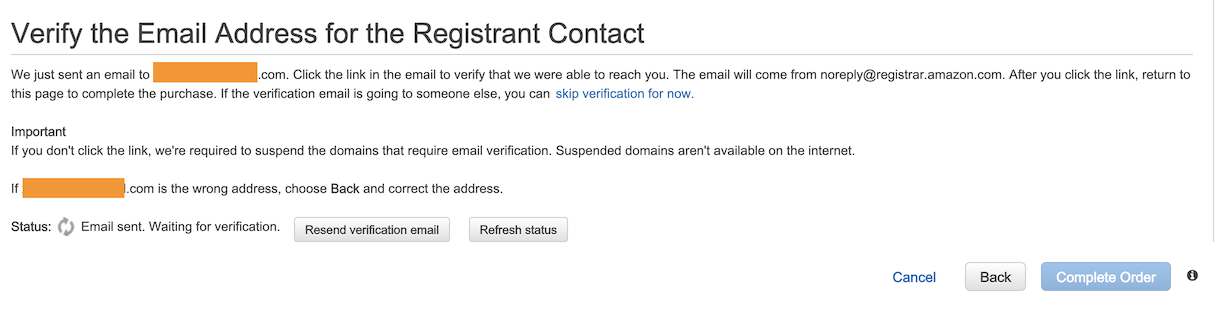 Verify the Email Address for the Registrant Contact
We just sent an email to .com. Click the link in the email to verify that we were able to reach you. The email will come from noreply@registrar.amazon.com. After you click the link, return to
this page to complete the purchase. If the verification email is going to someone else, you can skip verification for now.
Important
If you don't click the link, we're required to suspend the domains that require email verification. Suspended domains aren't available on the internet.
If .com is the wrong address, choose Back and correct the address.
Status: Email sent. Waiting for verification. Resend verification email Refresh status
Cancel Back Complete Order